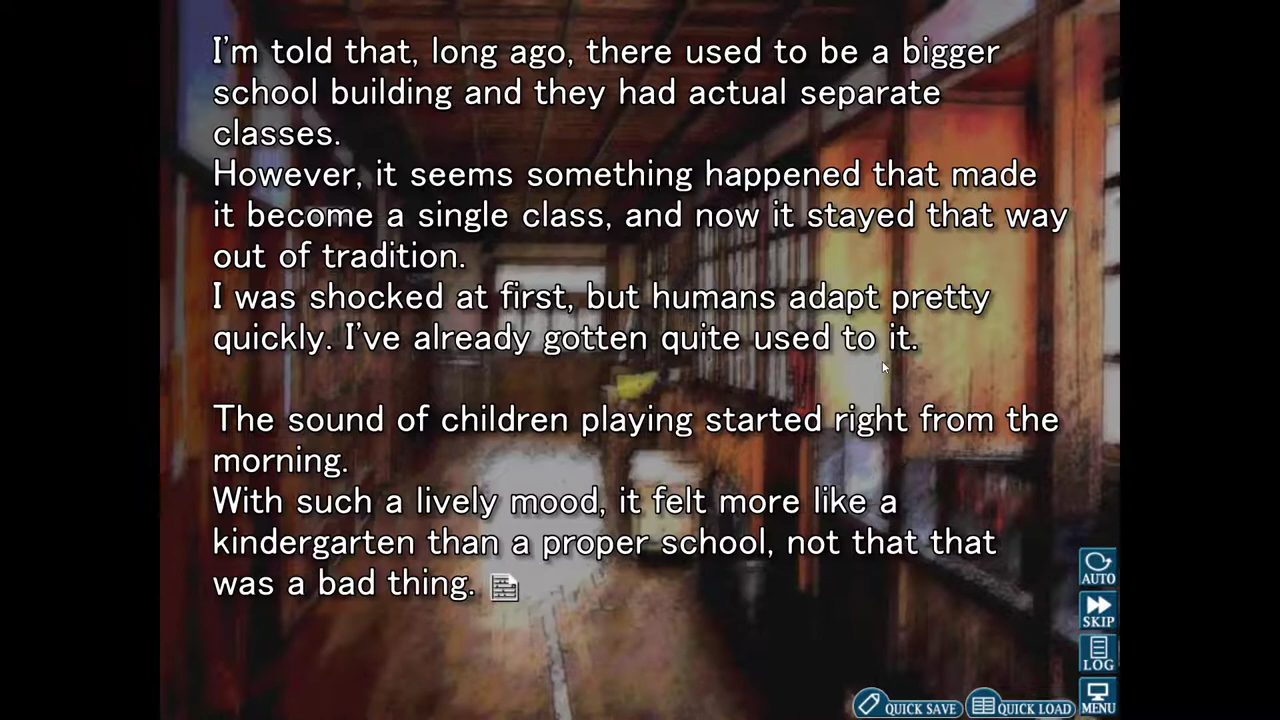 I'm told that, long ago, there used to be a bigger
school building and they had actual separate
classes.
However, it seems something happened that made
it become a single class, and now it stayed that way
out of tradition.
I was shocked at first, but humans adapt pretty
quickly. I've already gotten quite used to it.
The sound of children playing started right from the
morning.
With such a lively mood, it felt more like a
kindergarten than a proper school, not that that
was a bad thing.
AUTO
SKIP
LOG
MENU
QUICK SAVE
QUICK LOAD